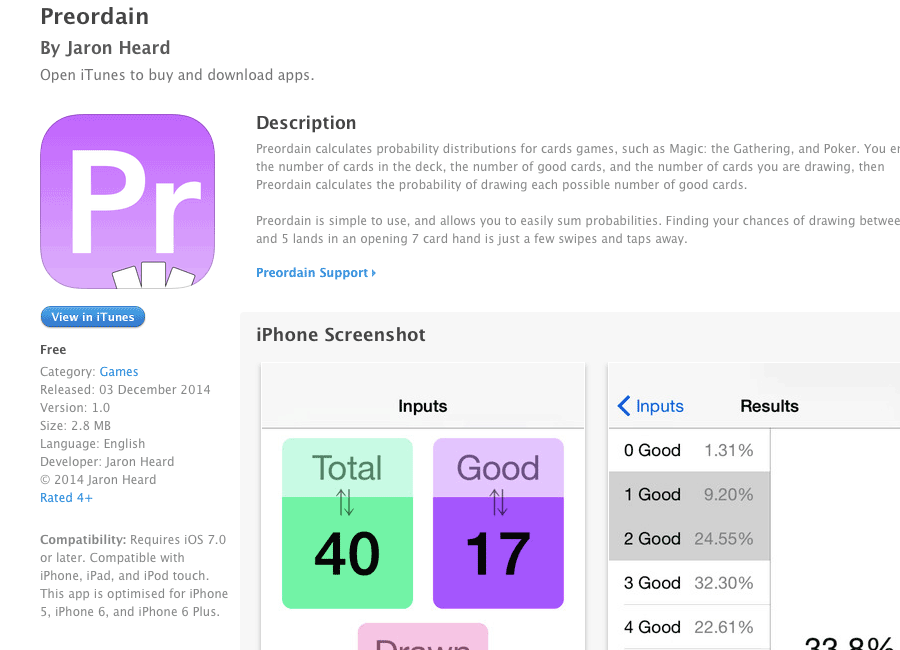 Preordain
By Jaron Heard
Open iTunes to buy and download apps.
Pr
View in iTunes
Free
Category: Games
Released: 03 December 2014
Version: 1.0
Size: 2.8 MB
Language: English
Developer: Jaron Heard
© 2014 Jaron Heard
Rated 4+
Compatibility: Requires iOS 7.0
or later. Compatible with
iPhone, iPad, and iPod touch.
This app is optimised for iPhone
5, iPhone 6, and iPhone 6 Plus.
Description
Preordain calculates probability distributions for cards games, such as Magic: the Gathering, and Poker. You
the number of cards in the deck, the number of good cards, and the number of cards you are drawing, then
Preordain calculates the probability of drawing each possible number of good cards.
Preordain is simple to use, and allows you to easily sum probabilities. Finding your chances of drawing
and 5 lands in an opening 7 card hand is just a few swipes and taps away.
Preordain Support
iPhone Screenshot
Inputs
Total
40
Good
17
Drawn
Inputs
Results
0 Good 1.31%
1 Good 9.20%
2 Good 24.55%
3 Good 32.30%
4 Good 22.61%
33.8%